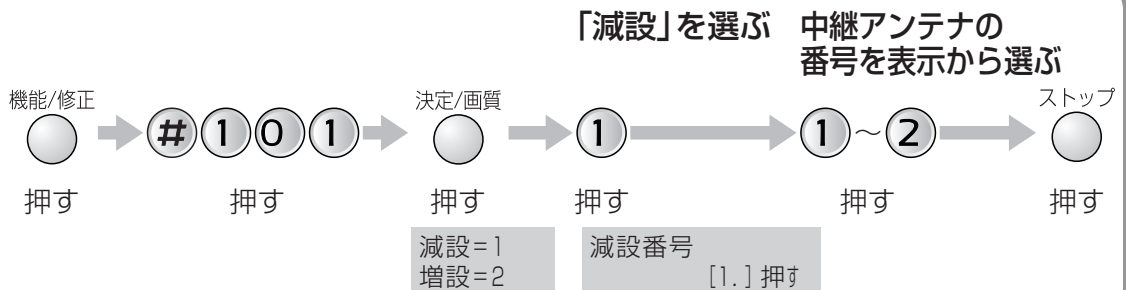 「減設」を選ぶ 中継アンテナの
番号を表示から選ぶ
機能/修正 決定/画質 ストップ
#101 1 1～2
押す 押す 押す 押す 押す 押す
減設=1 減設番号
増設=2 [1.]押す